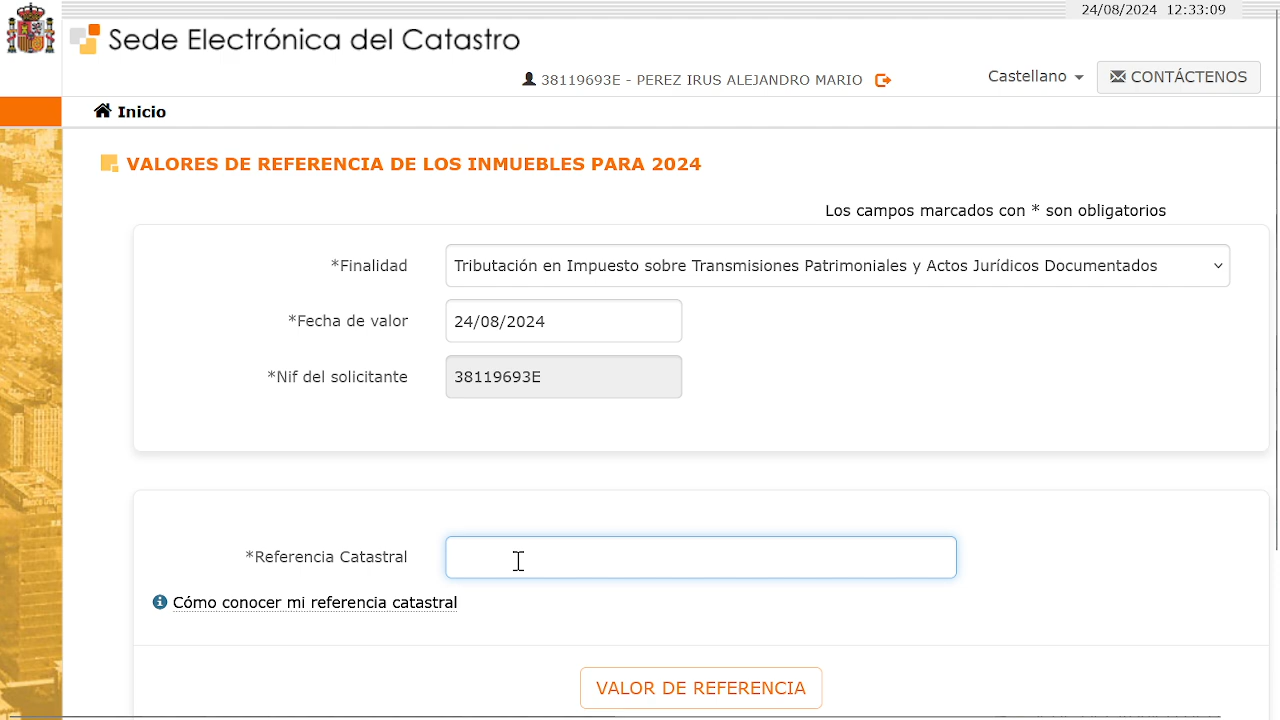 24/08/2024 12:33:09
Sede Electrónica del Catastro
38119693E - PEREZ IRUS ALEJANDRO MARIO
Castellano
CONTÁCTENOS
Inicio
VALORES DE REFERENCIA DE LOS INMUEBLES PARA 2024
Los campos marcados con * son obligatorios
*Finalidad
Tributación en Impuesto sobre Transmisiones Patrimoniales y Actos Jurídicos Documentados
*Fecha de valor
24/08/2024
*Nif del solicitante
38119693E
*Referencia Catastral
Cómo conocer mi referencia catastral
VALOR DE REFERENCIA